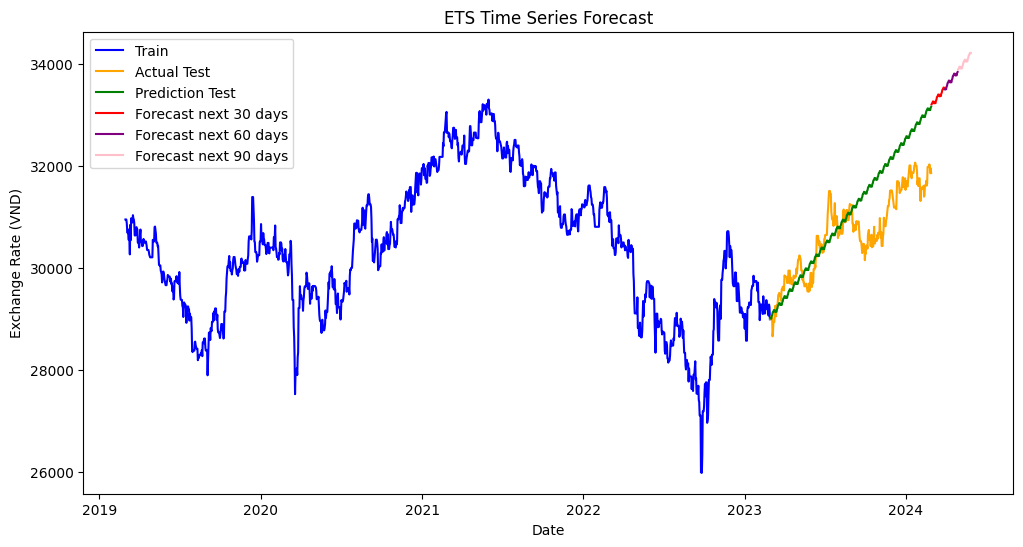 ETS Time Series Forecast
Train
Actual Test
Prediction Test
Forecast next 30 days
Forecast next 60 days
Forecast next 90 days
Exchange Rate (VND)
34000
32000
30000
28000
26000
2019
2020
2021
2022
2023
2024
Date